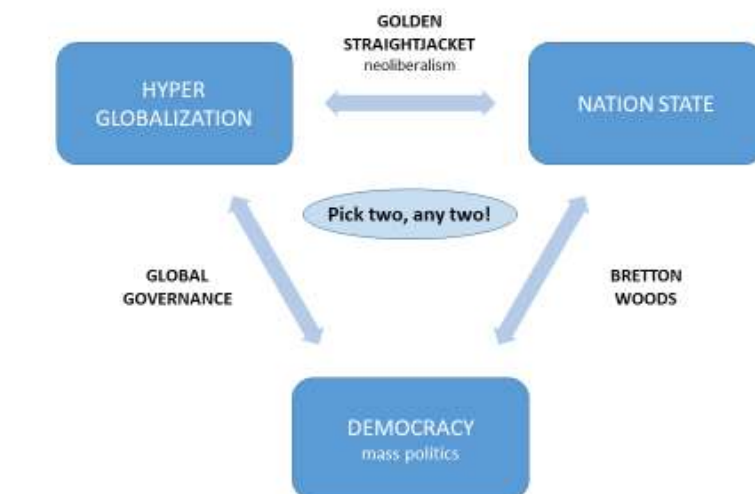 GOLDEN
STRAIGHTJACKET
neoliberalism
HYPER
GLOBALIZATION
NATION STATE
Pick two, any two!
GLOBAL
GOVERNANCE
BRETTON
WOODS
DEMOCRACY
mass politics